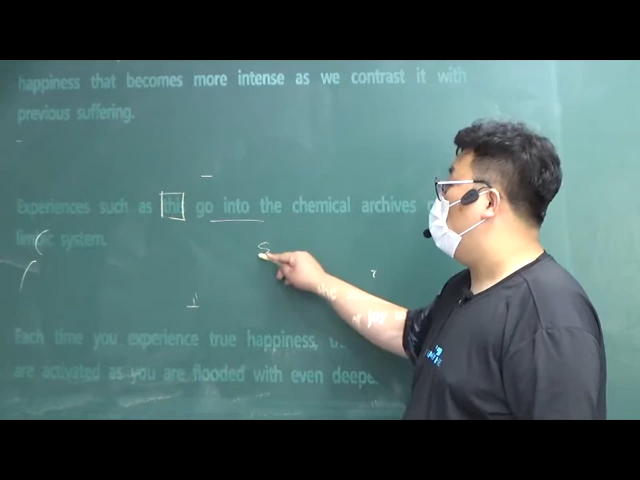 happiness that becomes more intense as we contrast it with
previous suffering.
Experiences such as this go into the chemical archives
limbic system.
S
Each time you experience true happiness,
are activated as you are flooded with even deeper